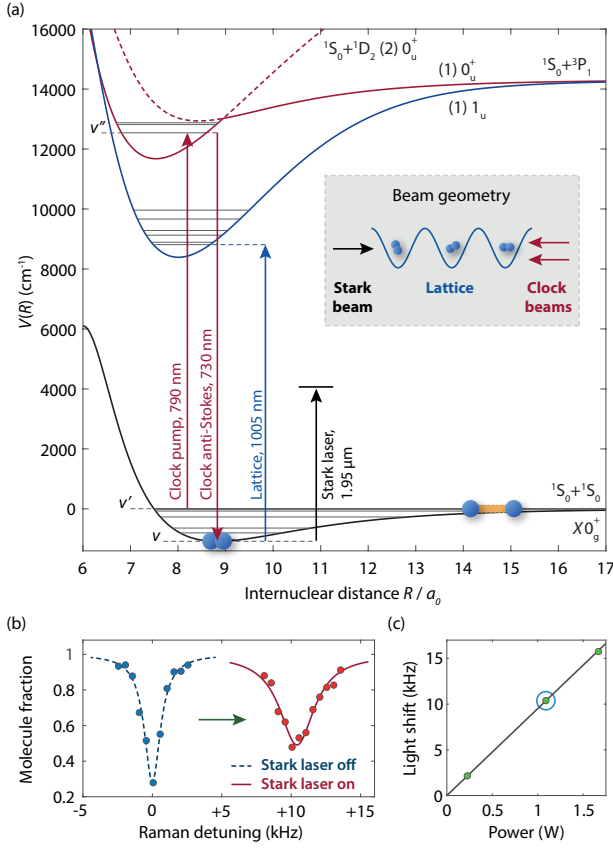 (a)
16000
14000
12000
10000
8000
6000
4000
2000
0
V(R) (cm⁻¹)
¹S₀+¹D₂ (2) 0ᵤ⁺
(1) 0ᵤ⁺
¹S₀+³P₁
(1) 1ᵤ
v″
Beam geometry
Stark
beam
Lattice
Clock
beams
Clock pump, 790 nm
Clock anti-Stokes, 730 nm
Lattice, 1005 nm
Stark laser,
1.95 µm
v′
v
¹S₀+¹S₀
X0g⁺
6 7 8 9 10 11 12 13 14 15 16 17
Internuclear distance R / a₀
(b)
1
0.8
0.6
0.4
0.2
Molecule fraction
Stark laser off
Stark laser on
-5 0 +5 +10 +15
Raman detuning (kHz)
(c)
15
10
5
0
Light shift (kHz)
0 0.5 1 1.5
Power (W)